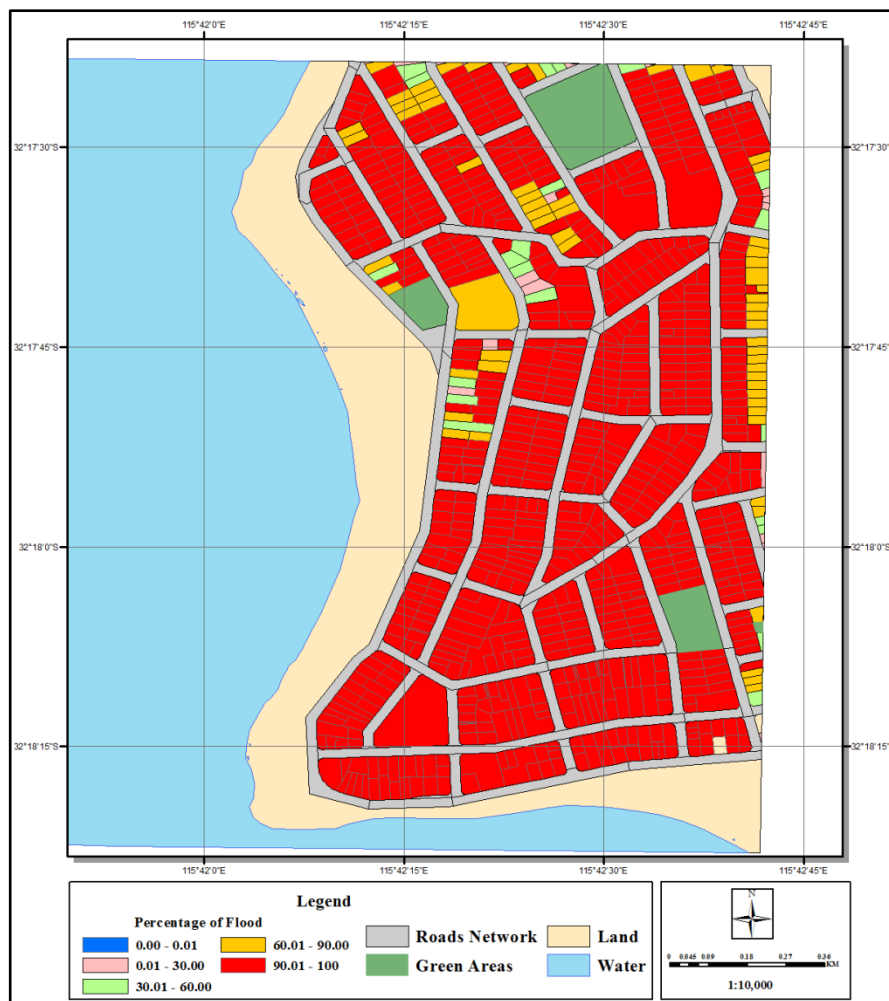 115°42'0"E 115°42'15"E 115°42'30"E 115°42'45"E
32°17'30"S 32°17'30"S
32°17'45"S 32°17'45"S
32°18'0"S 32°18'0"S
32°18'15"S 32°18'15"S
115°42'0"E 115°42'15"E 115°42'30"E 115°42'45"E
Legend
Percentage of Flood
0.00 - 0.01
0.01 - 30.00
30.01 - 60.00
60.01 - 90.00
90.01 - 100
Roads Network
Green Areas
Land
Water
N
0 0.045 0.09 0.18 0.27 0.36
KM
1:10,000